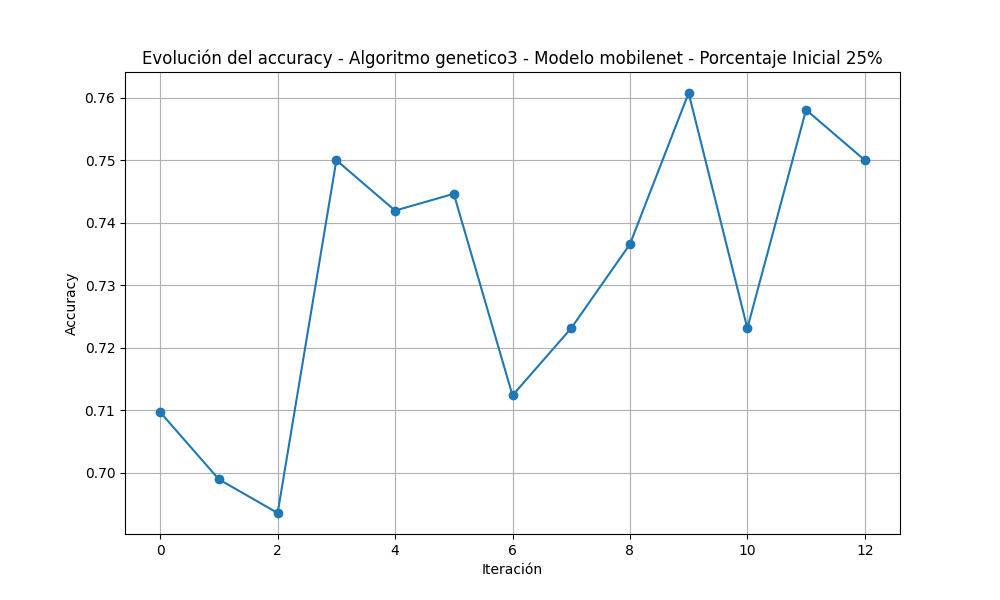 Evolución del accuracy - Algoritmo genetico3 - Modelo mobilenet - Porcentaje Inicial 25%
0.76
0.75
0.74
0.73
0.72
0.71
0.70
Accuracy
0 2 4 6 8 10 12
Iteración